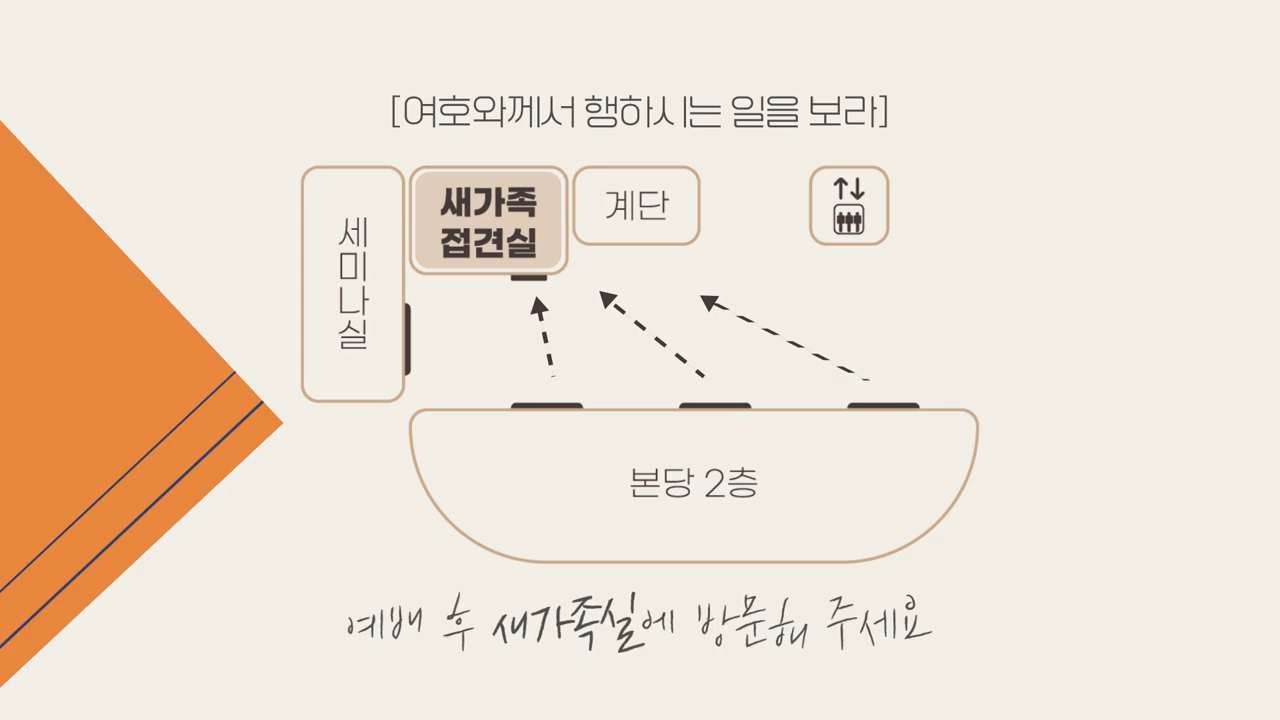 [여호와께서 행하시는 일을 보라]
세미나실
새가족
접견실
계단
본당 2층
예배 후 새가족실에 방문해 주세요